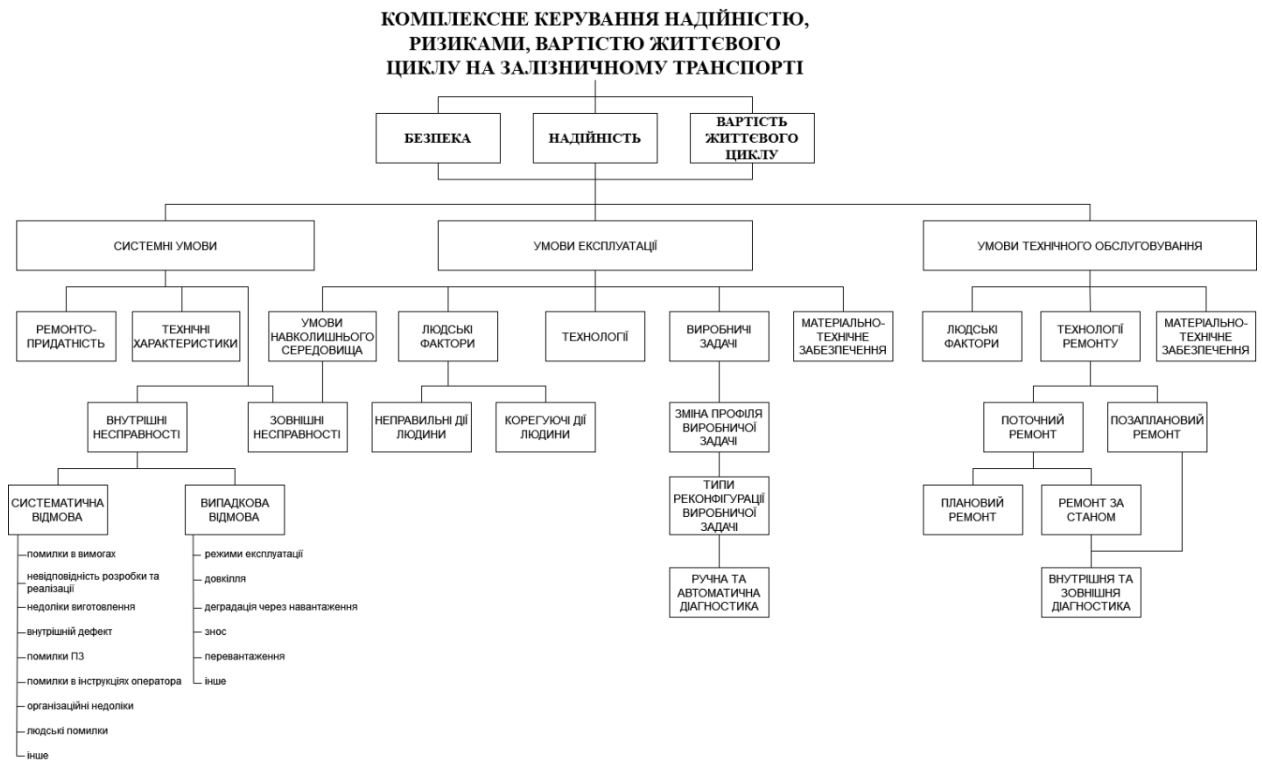 КОМПЛЕКСНЕ КЕРУВАННЯ НАДІЙНІСТЮ,
РИЗИКАМИ, ВАРТІСТЮ ЖИТТЄВОГО
ЦИКЛУ НА ЗАЛІЗНИЧНОМУ ТРАНСПОРТІ
БЕЗПЕКА
НАДІЙНІСТЬ
ВАРТІСТЬ
ЖИТТЄВОГО
ЦИКЛУ
СИСТЕМНІ УМОВИ
УМОВИ ЕКСПЛУАТАЦІЇ
УМОВИ ТЕХНІЧНОГО ОБСЛУГОВУВАННЯ
РЕМОНТО-
ПРИДАТНІСТЬ
ТЕХНІЧНІ
ХАРАКТЕРИСТИКИ
УМОВИ
НАВКОЛИШНЬОГО
СЕРЕДОВИЩА
ЛЮДСЬКІ
ФАКТОРИ
ТЕХНОЛОГІЇ
ВИРОБНИЧІ
ЗАДАЧІ
МАТЕРІАЛЬНО-
ТЕХНІЧНЕ
ЗАБЕЗПЕЧЕННЯ
ЛЮДСЬКІ
ФАКТОРИ
ТЕХНОЛОГІЇ
РЕМОНТУ
МАТЕРІАЛЬНО-
ТЕХНІЧНЕ
ЗАБЕЗПЕЧЕННЯ
ВНУТРІШНІ
НЕСПРАВНОСТІ
ЗОВНІШНІ
НЕСПРАВНОСТІ
НЕПРАВИЛЬНІ ДІЇ
ЛЮДИНИ
КОРЕГУЮЧІ ДІЇ
ЛЮДИНИ
ЗМІНА ПРОФІЛЯ
ВИРОБНИЧОЇ
ЗАДАЧІ
ПОТОЧНИЙ
РЕМОНТ
ПОЗАПЛАНОВИЙ
РЕМОНТ
СИСТЕМАТИЧНА
ВІДМОВА
ВИПАДКОВА
ВІДМОВА
ТИПИ
РЕКОНФІГУРАЦІЇ
ВИРОБНИЧОЇ
ЗАДАЧІ
ПЛАНОВИЙ
РЕМОНТ
РЕМОНТ ЗА
СТАНОМ
помилки в вимогах
невідповідність розробки та
реалізації
недоліки виготовлення
внутрішній дефект
помилки ПЗ
помилки в інструкціях оператора
організаційні недоліки
людські помилки
інше
режими експлуатації
довкілля
деградація через навантаження
знос
перевантаження
інше
РУЧНА ТА
АВТОМАТИЧНА
ДІАГНОСТИКА
ВНУТРІШНЯ ТА
ЗОВНІШНЯ
ДІАГНОСТИКА